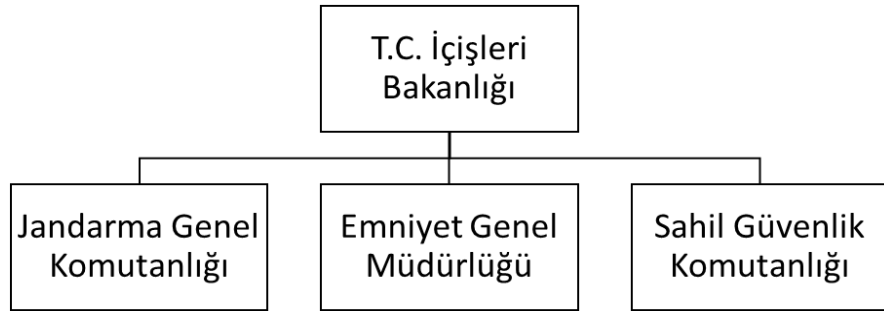 T.C. İçişleri
Bakanlığı
Jandarma Genel
Komutanlığı
Emniyet Genel
Müdürlüğü
Sahil Güvenlik
Komutanlığı